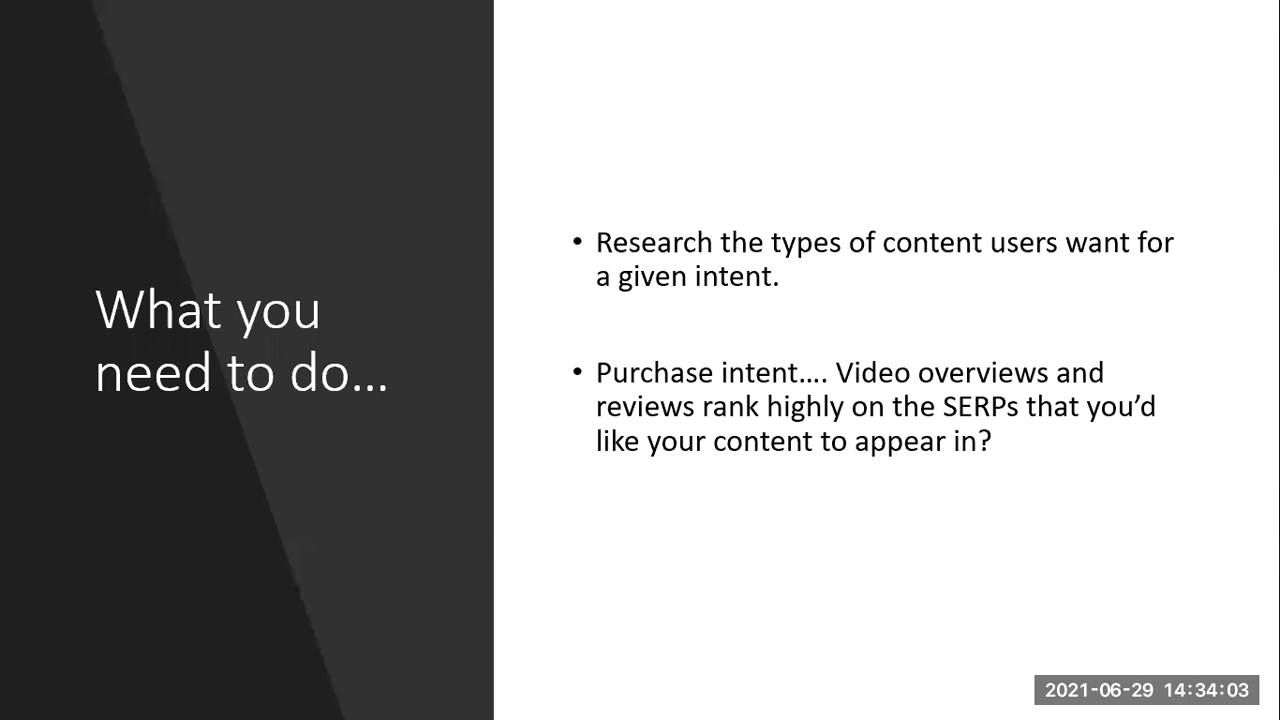 What you
need to do...
• Research the types of content users want for
a given intent.
• Purchase intent.... Video overviews and
reviews rank highly on the SERPs that you’d
like your content to appear in?
2021-06-29 14:34:03